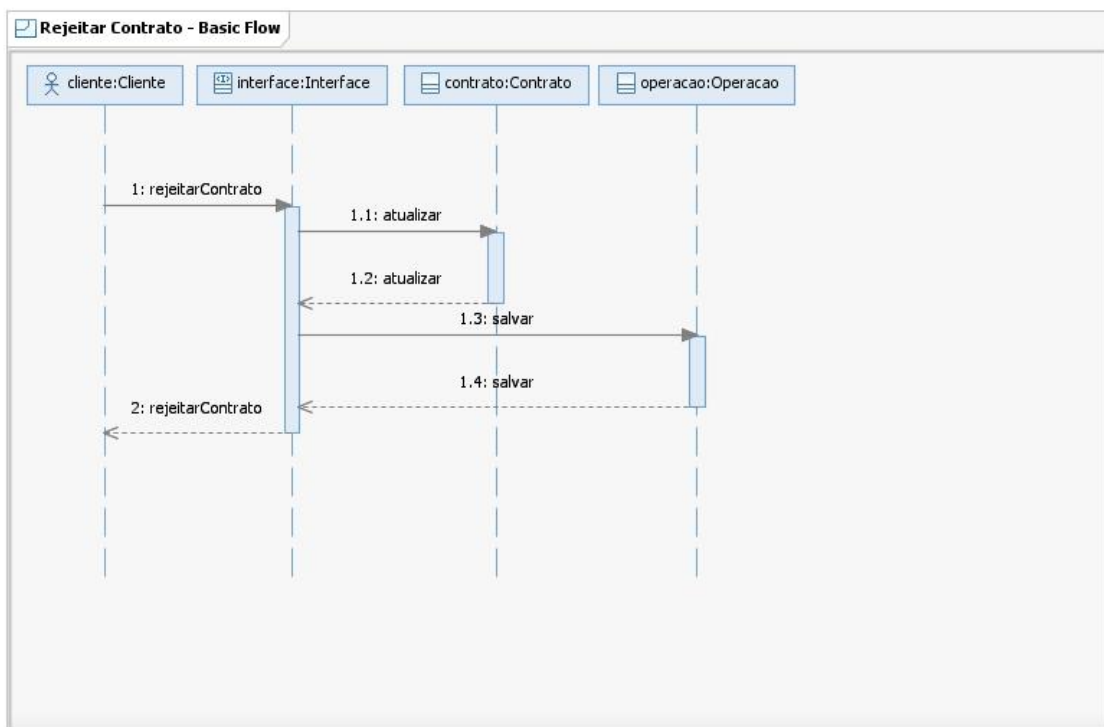 Rejeitar Contrato - Basic Flow
cliente:Cliente
interface:Interface
contrato:Contrato
operacao:Operacao
1: rejeitarContrato
1.1: atualizar
1.2: atualizar
1.3: salvar
1.4: salvar
2: rejeitarContrato